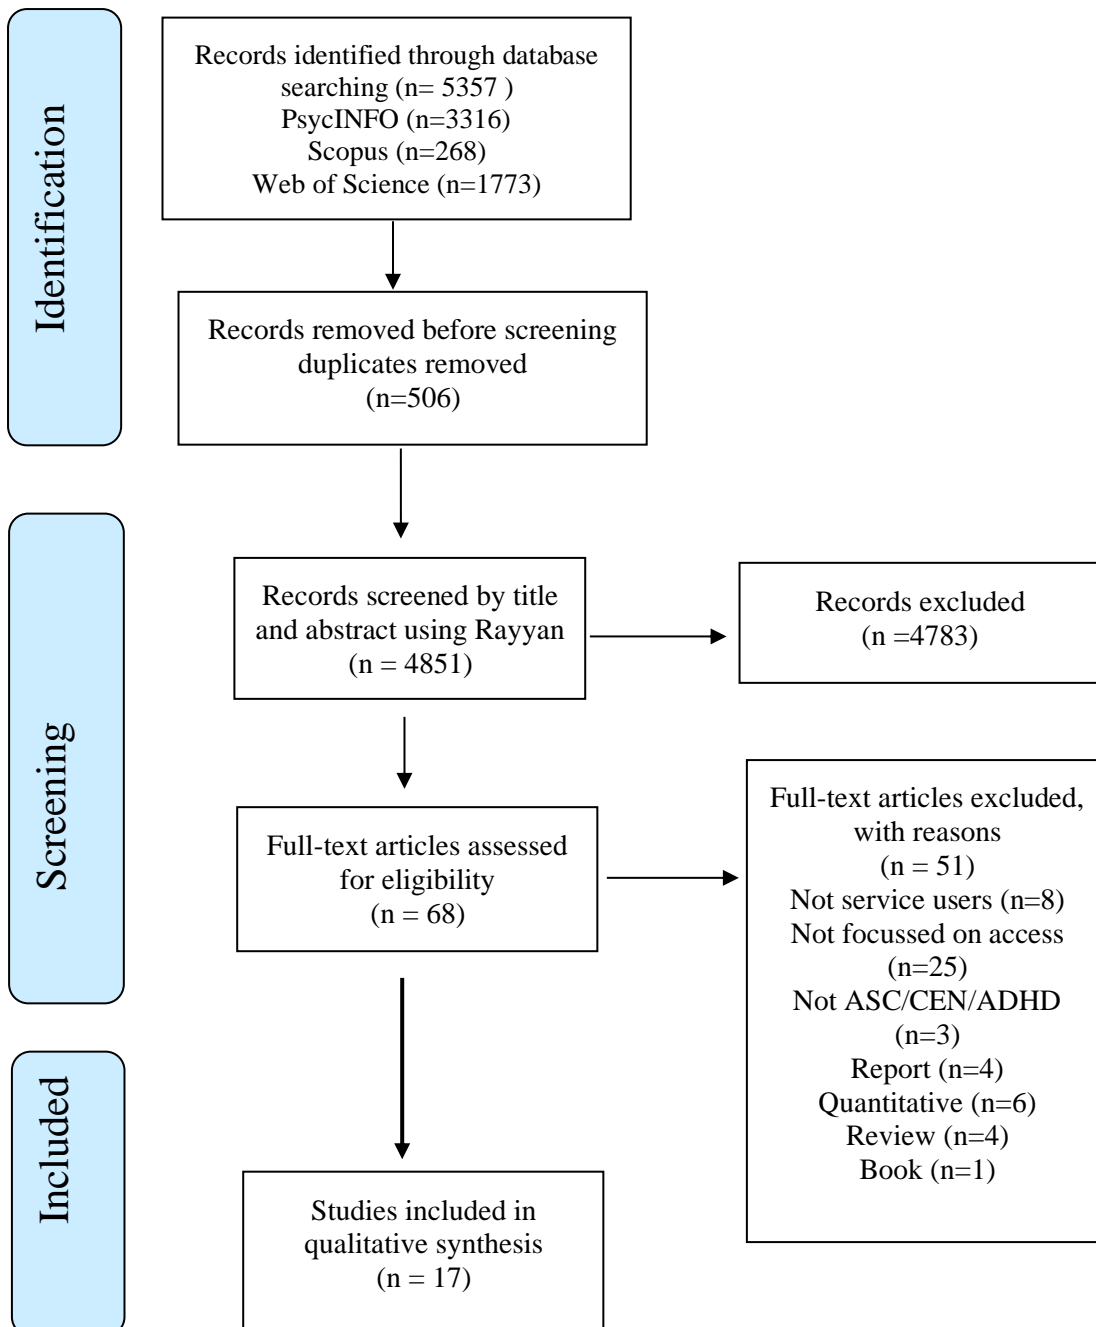 Identification
Records identified through database
searching (n= 5357 )
PsycINFO (n=3316)
Scopus (n=268)
Web of Science (n=1773)
Records removed before screening
duplicates removed
(n=506)
Screening
Records screened by title
and abstract using Rayyan
(n = 4851)
Records excluded
(n =4783)
Full-text articles assessed
for eligibility
(n = 68)
Full-text articles excluded,
with reasons
(n = 51)
Not service users (n=8)
Not focussed on access
(n=25)
Not ASC/CEN/ADHD
(n=3)
Report (n=4)
Quantitative (n=6)
Review (n=4)
Book (n=1)
Included
Studies included in
qualitative synthesis
(n = 17)